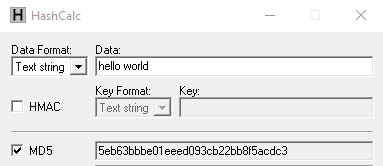 H HashCalc
Data Format: Data:
Text string hello world
Key Format: Key:
HMAC Text string
MD5 5eb63bbbe01eeed093cb22bb8f5acdc3